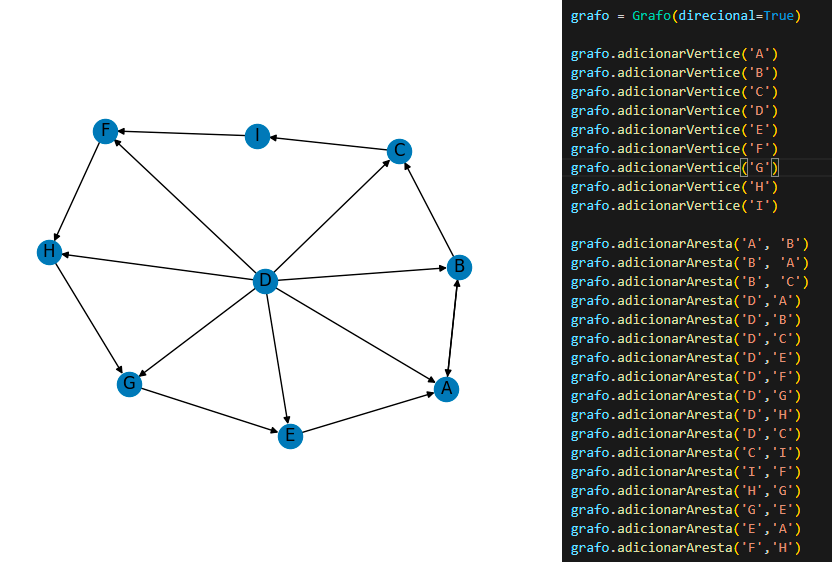 F
I
C
H
D
B
G
A
E
grafo = Grafo(direcional=True)
grafo.adicionarVertice('A')
grafo.adicionarVertice('B')
grafo.adicionarVertice('C')
grafo.adicionarVertice('D')
grafo.adicionarVertice('E')
grafo.adicionarVertice('F')
grafo.adicionarVertice('G')
grafo.adicionarVertice('H')
grafo.adicionarVertice('I')
grafo.adicionarAresta('A', 'B')
grafo.adicionarAresta('B', 'A')
grafo.adicionarAresta('B', 'C')
grafo.adicionarAresta('D','A')
grafo.adicionarAresta('D','B')
grafo.adicionarAresta('D','C')
grafo.adicionarAresta('D','E')
grafo.adicionarAresta('D','F')
grafo.adicionarAresta('D','G')
grafo.adicionarAresta('D','H')
grafo.adicionarAresta('D','C')
grafo.adicionarAresta('C','I')
grafo.adicionarAresta('I','F')
grafo.adicionarAresta('H','G')
grafo.adicionarAresta('G','E')
grafo.adicionarAresta('E','A')
grafo.adicionarAresta('F','H')